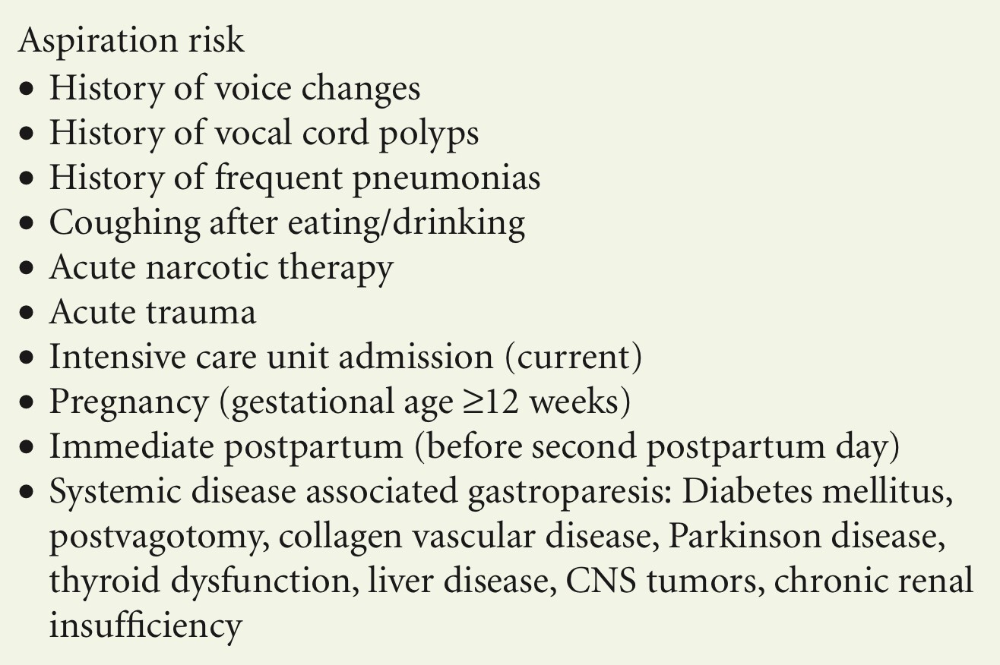 Aspiration risk
• History of voice changes
• History of vocal cord polyps
• History of frequent pneumonias
• Coughing after eating/drinking
• Acute narcotic therapy
• Acute trauma
• Intensive care unit admission (current)
• Pregnancy (gestational age ≥12 weeks)
• Immediate postpartum (before second postpartum day)
• Systemic disease associated gastroparesis: Diabetes mellitus,
postvagotomy, collagen vascular disease, Parkinson disease,
thyroid dysfunction, liver disease, CNS tumors, chronic renal
insufficiency